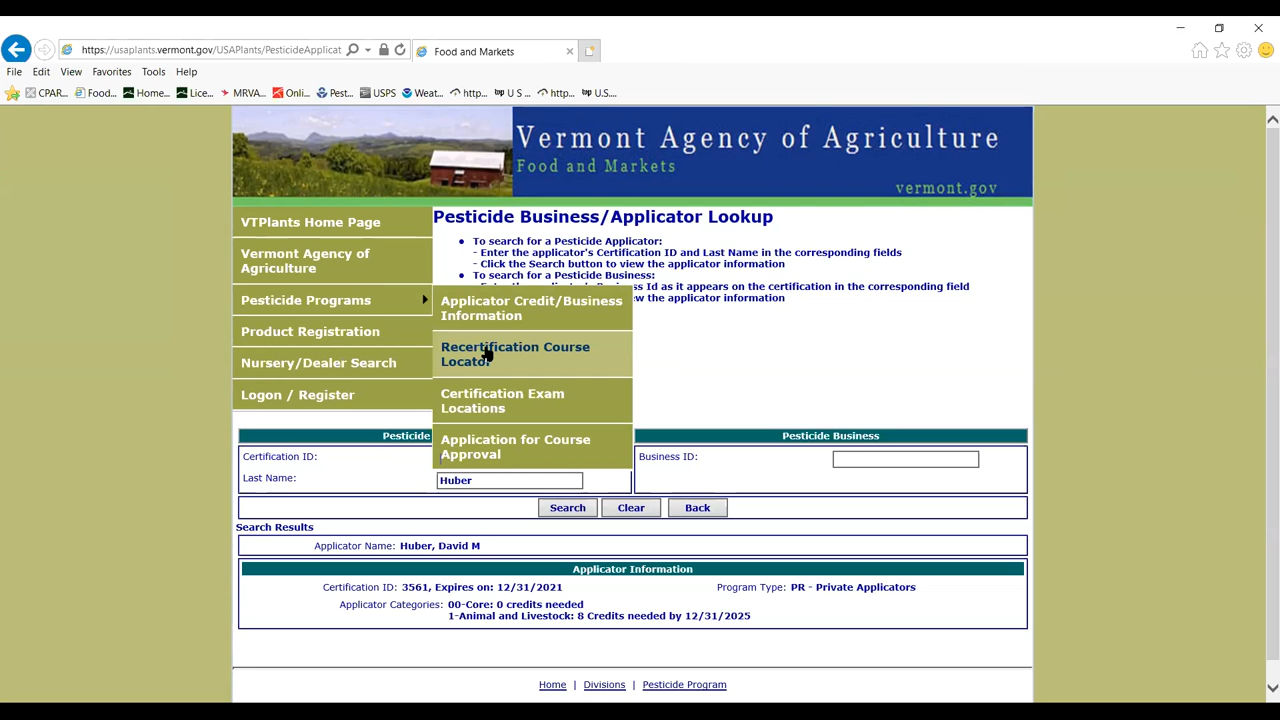 https://usaplants.vermont.gov/USAPlants/PesticideApplicat
Food and Markets
File Edit View Favorites Tools Help
CPAR... Food... Home... Lice... MRVA... Onli... Pest... USPS Weat... http... U S ... http... U.S....
Vermont Agency of Agriculture
Food and Markets
vermont.gov
VTPlants Home Page
Vermont Agency of
Agriculture
Pesticide Programs
Product Registration
Nursery/Dealer Search
Logon / Register
Pesticide Business/Applicator Lookup
• To search for a Pesticide Applicator:
- Enter the applicator's Certification ID and Last Name in the corresponding fields
- Click the Search button to view the applicator information
• To search for a Pesticide Business:
Business Id as it appears on the certification in the corresponding field
view the applicator information
Applicator Credit/Business
Information
Recertification Course
Locator
Certification Exam
Locations
Application for Course
Approval
Pesticide
Pesticide Business
Certification ID:
Business ID:
Last Name: Huber
Search Clear Back
Search Results
Applicator Name: Huber, David M
Applicator Information
Certification ID: 3561, Expires on: 12/31/2021 Program Type: PR - Private Applicators
Applicator Categories: 00-Core: 0 credits needed
1-Animal and Livestock: 8 Credits needed by 12/31/2025
Home | Divisions | Pesticide Program